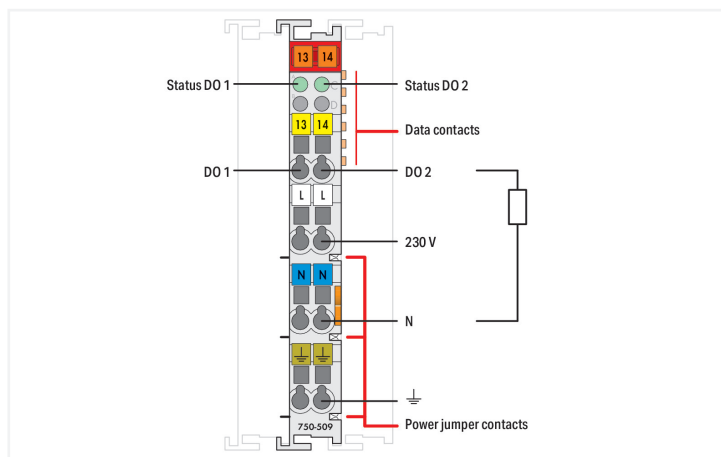 13 14
Status DO 1
Status DO 2
C
D
13 14
Data contacts
DO 1
DO 2
L L
230 V
N N
N
750-509
Power jumper contacts